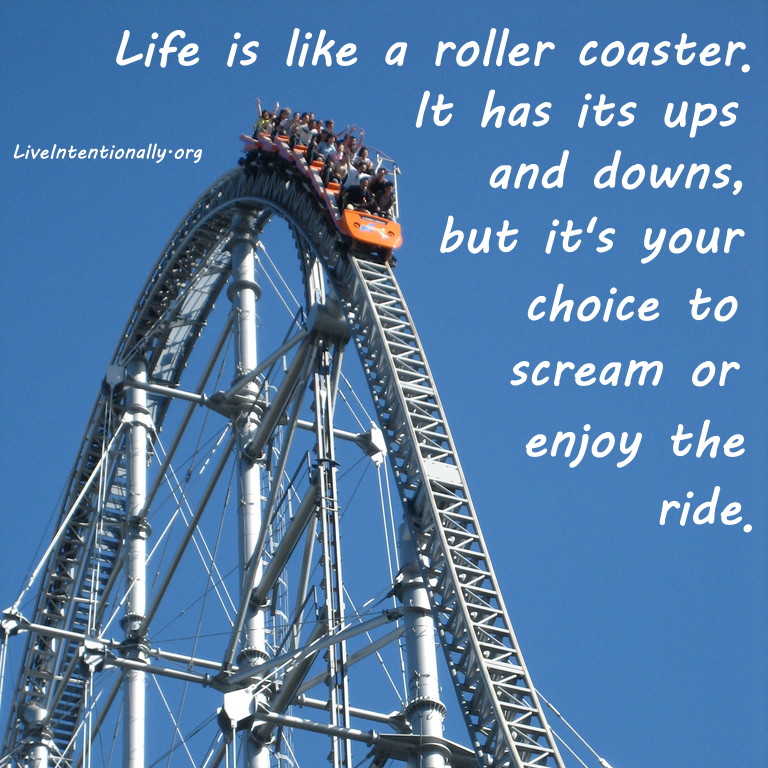 Life is like a roller coaster.
It has its ups
and downs,
but it's your
choice to
scream or
enjoy the
ride.
LiveIntentionally.org